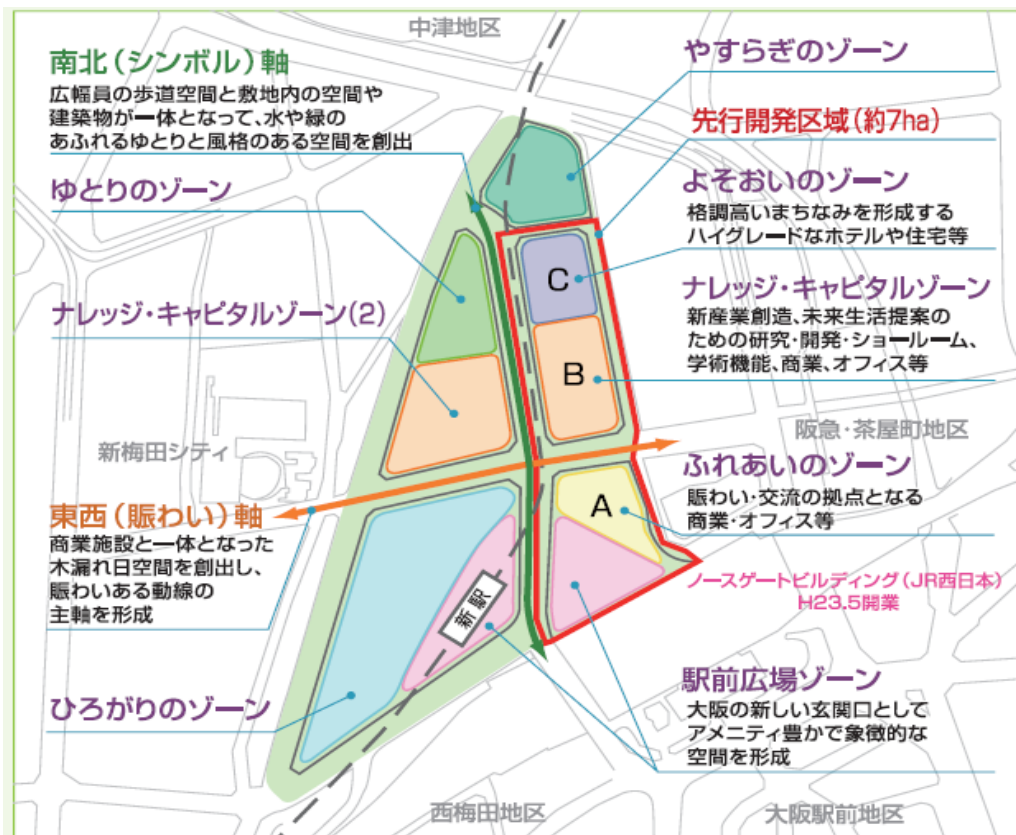 中津地区
南北(シンボル)軸
広幅員の歩道空間と敷地内の空間や
建築物が一体となって、水や緑の
あふれるゆとりと風格のある空間を創出
ゆとりのゾーン
ナレッジ・キャピタルゾーン(2)
新梅田シティ
東西(賑わい)軸
商業施設と一体となった
木漏れ日空間を創出し、
賑わいある動線の
主軸を形成
ひろがりのゾーン
やすらぎのゾーン
先行開発区域(約7ha)
よそおいのゾーン
格調高いまちなみを形成する
ハイグレードなホテルや住宅等
C
ナレッジ・キャピタルゾーン
新産業創造、未来生活提案の
ための研究・開発・ショールーム、
学術機能、商業、オフィス等
B
阪急・茶屋町地区
ふれあいのゾーン
賑わい・交流の拠点となる
商業・オフィス等
A
ノースゲートビルディング(JR西日本)
H23.5開業
新駅
駅前広場ゾーン
大阪の新しい玄関口として
アメニティ豊かで象徴的な
空間を形成
西梅田地区
大阪駅前地区